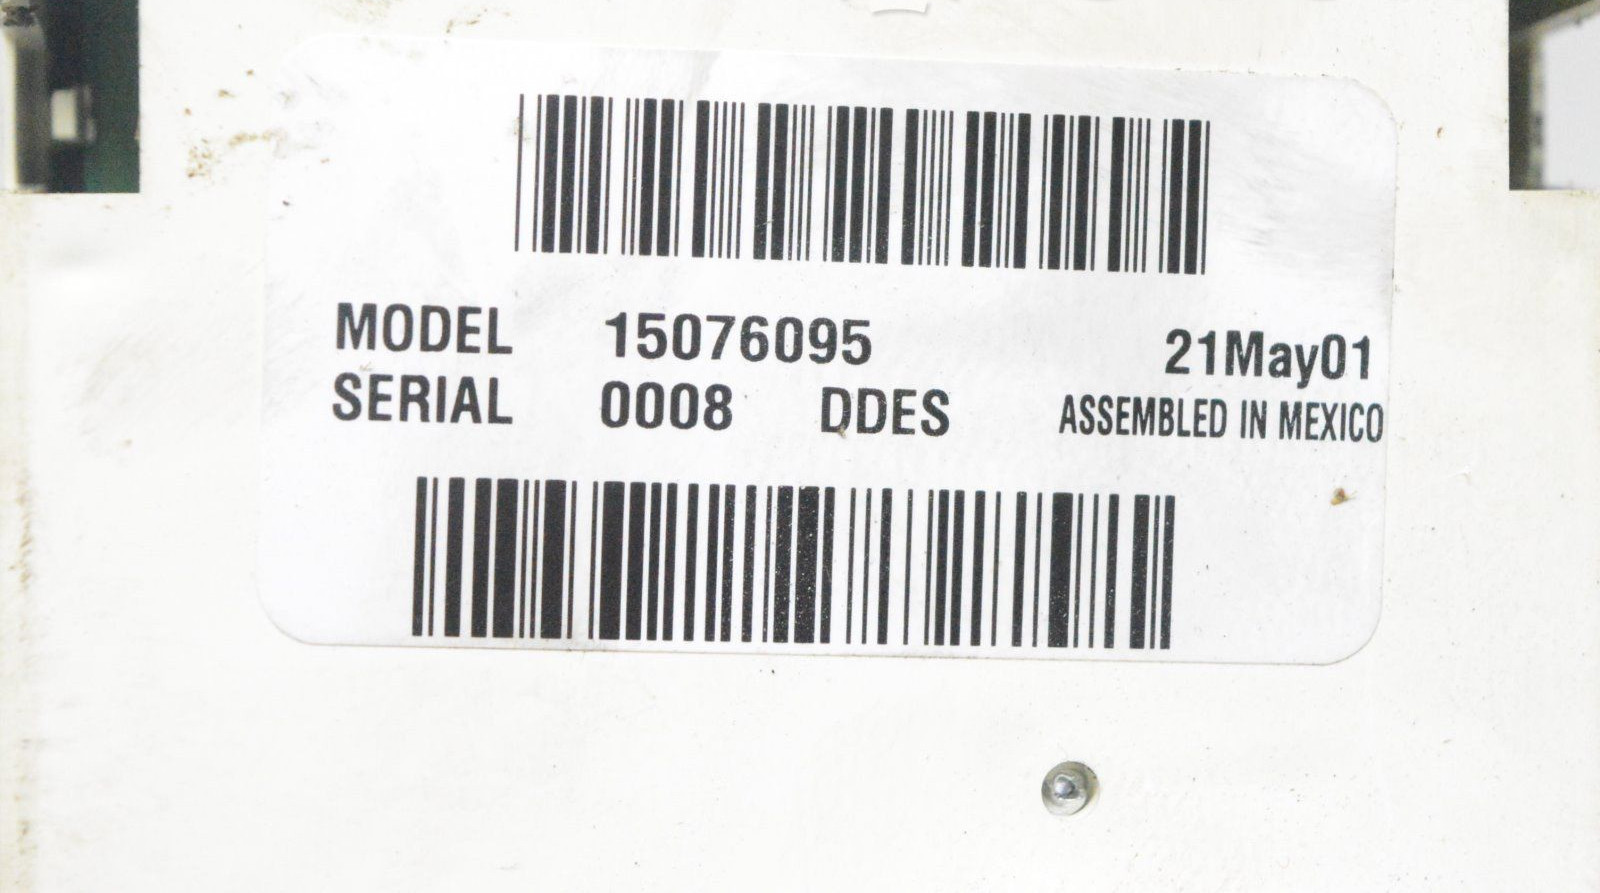 MODEL 15076095 21May01
SERIAL 0008 DDES ASSEMBLED IN MEXICO